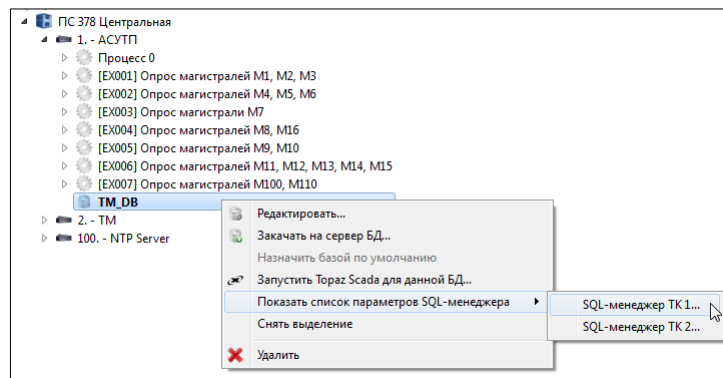 ПС 378 Центральная
1. - АСУТП
Процесс 0
[EX001] Опрос магистралей М1, М2, М3
[EX002] Опрос магистралей М4, М5, М6
[EX003] Опрос магистрали М7
[EX004] Опрос магистралей М8, М16
[EX005] Опрос магистралей М9, М10
[EX006] Опрос магистралей М11, М12, М13, М14, М15
[EX007] Опрос магистралей М100, М110
TM_DB
2. - ТМ
100. - NTP Server
Редактировать...
Закачать на сервер БД...
Назначить базой по умолчанию
Запустить Topaz Scada для данной БД...
Показать список параметров SQL-менеджера
Снять выделение
Удалить
SQL-менеджер ТК 1...
SQL-менеджер ТК 2...